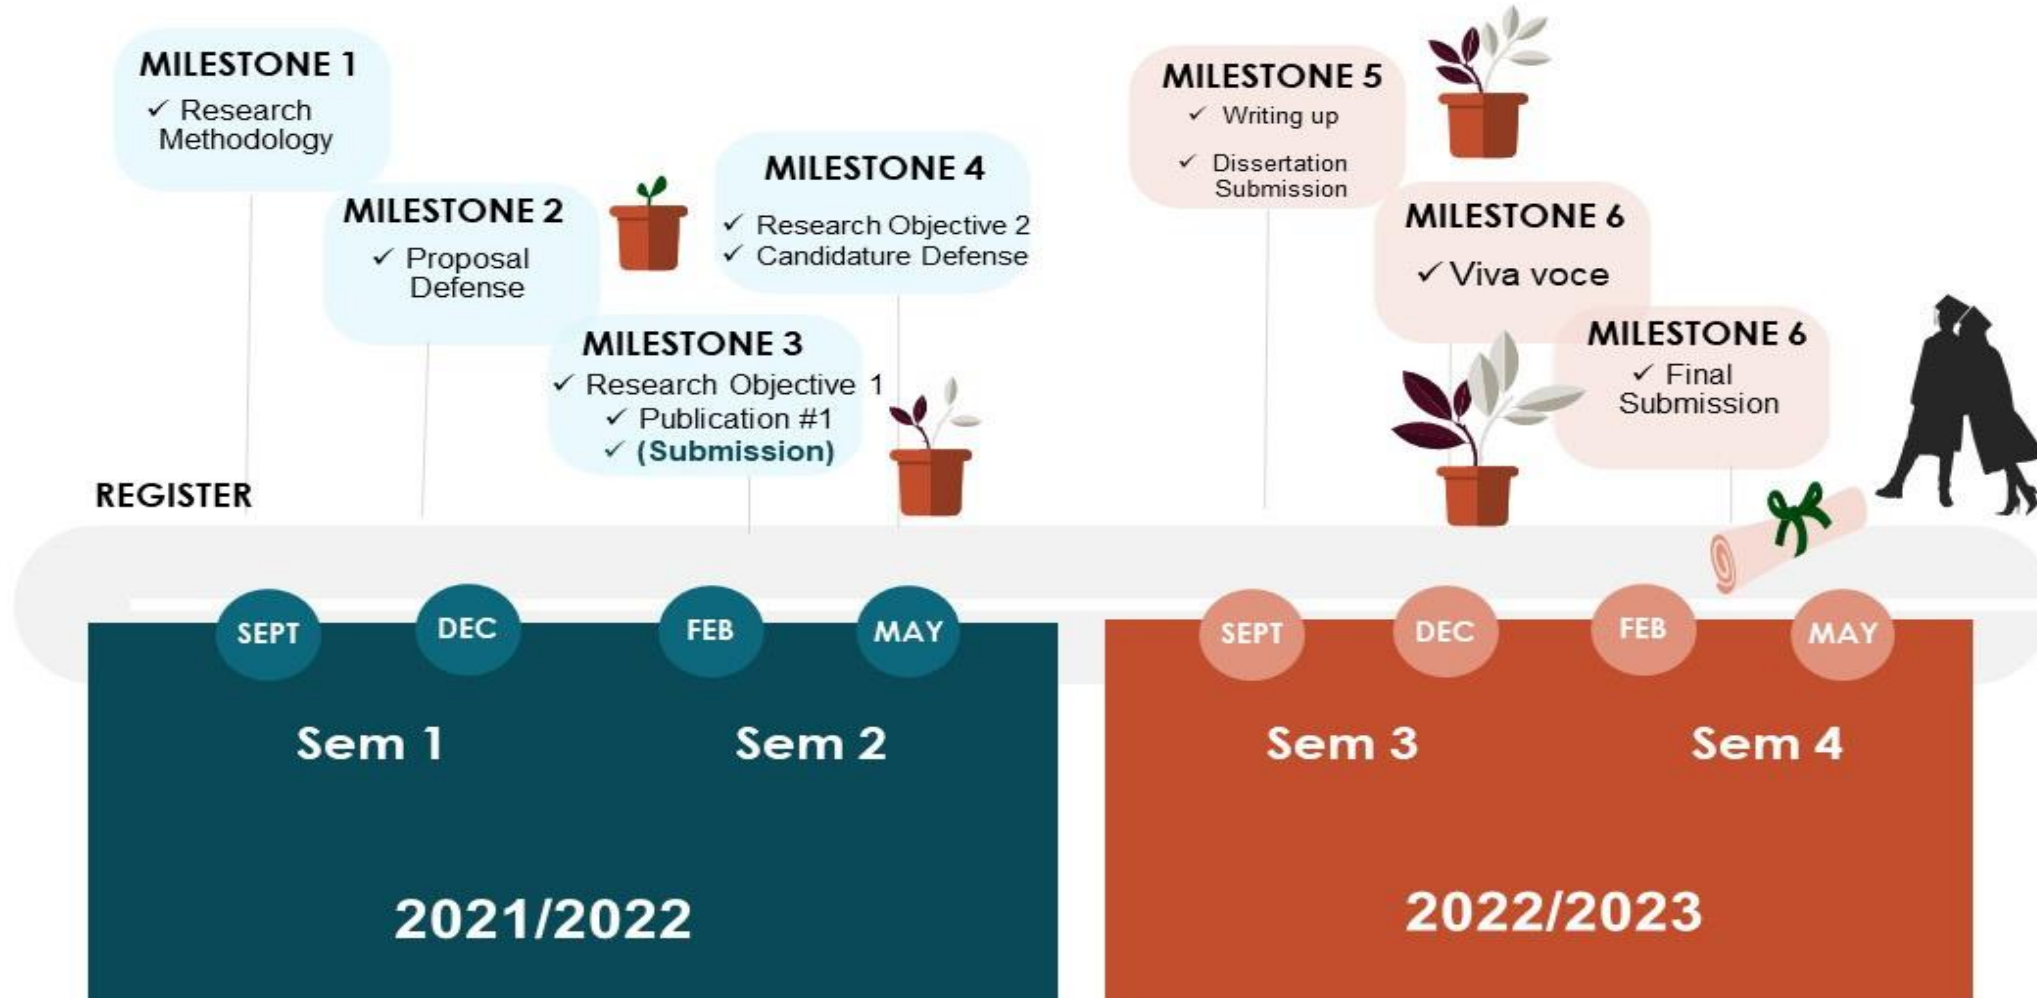 MILESTONE 1
✓ Research
Methodology
MILESTONE 2
✓ Proposal
Defense
MILESTONE 3
✓ Research Objective 1
✓ Publication #1
✓ (Submission)
MILESTONE 4
✓ Research Objective 2
✓ Candidature Defense
MILESTONE 5
✓ Writing up
✓ Dissertation
Submission
MILESTONE 6
✓ Viva voce
MILESTONE 6
✓ Final
Submission
REGISTER
SEPT
DEC
FEB
MAY
SEPT
DEC
FEB
MAY
Sem 1
Sem 2
Sem 3
Sem 4
2021/2022
2022/2023